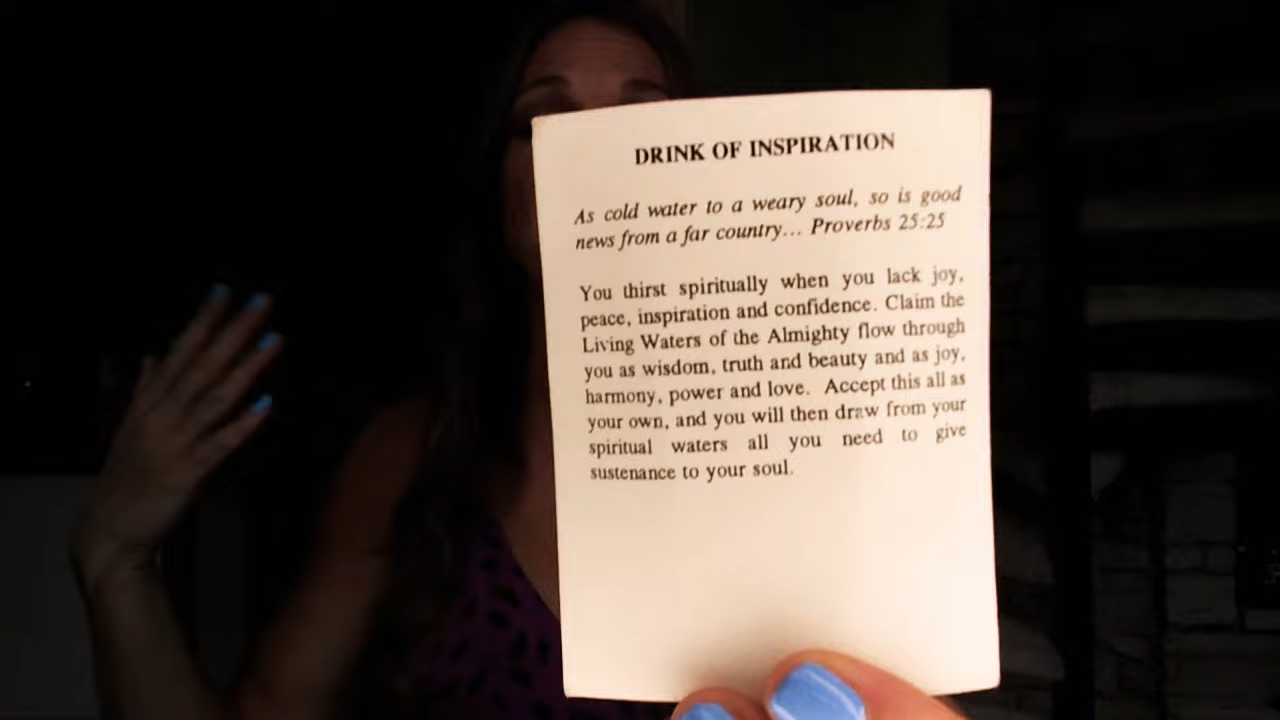 DRINK OF INSPIRATION
As cold water to a weary soul, so is good
news from a far country... Proverbs 25:25
You thirst spiritually when you lack joy,
peace, inspiration and confidence. Claim the
Living Waters of the Almighty flow through
you as wisdom, truth and beauty and as joy,
harmony, power and love. Accept this all as
your own, and you will then draw from your
spiritual waters all you need to give
sustenance to your soul.